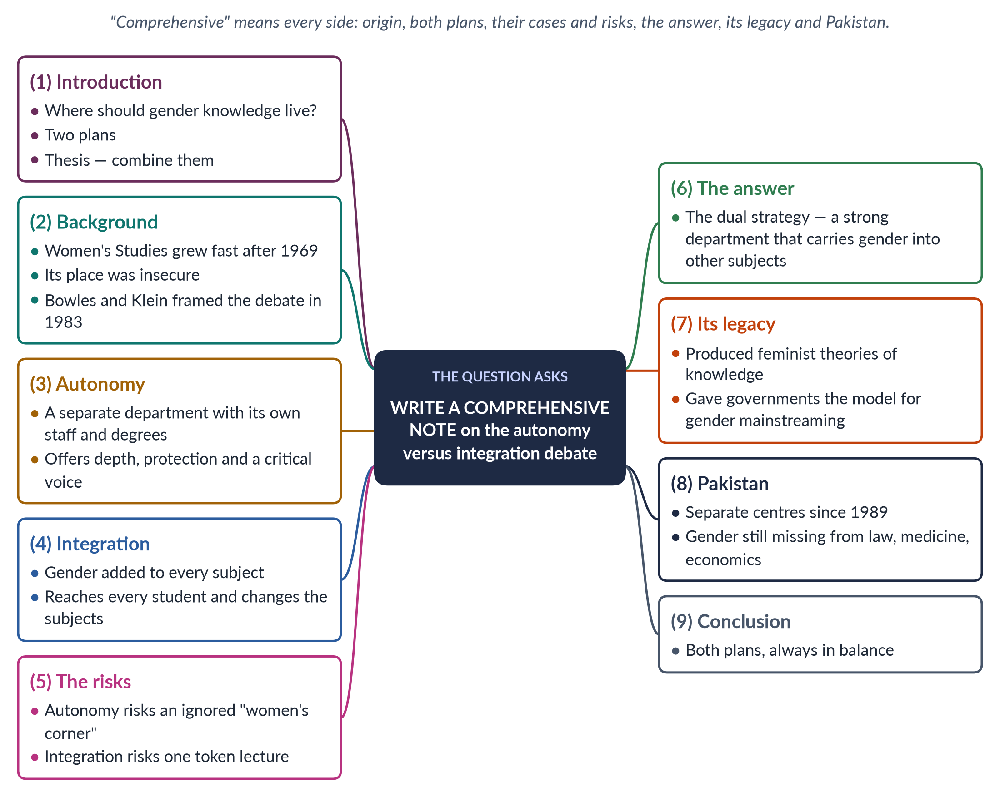 "Comprehensive" means every side: origin, both plans, their cases and risks, the answer, its legacy and Pakistan.
(1) Introduction
• Where should gender knowledge live?
• Two plans
• Thesis — combine them
(2) Background
• Women's Studies grew fast after 1969
• Its place was insecure
• Bowles and Klein framed the debate in
1983
(3) Autonomy
• A separate department with its own
staff and degrees
• Offers depth, protection and a critical
voice
(4) Integration
• Gender added to every subject
• Reaches every student and changes the
subjects
(5) The risks
• Autonomy risks an ignored "women's
corner"
• Integration risks one token lecture
THE QUESTION ASKS
WRITE A COMPREHENSIVE
NOTE on the autonomy
versus integration debate
(6) The answer
• The dual strategy — a strong
department that carries gender into
other subjects
(7) Its legacy
• Produced feminist theories of
knowledge
• Gave governments the model for
gender mainstreaming
(8) Pakistan
• Separate centres since 1989
• Gender still missing from law, medicine,
economics
(9) Conclusion
• Both plans, always in balance